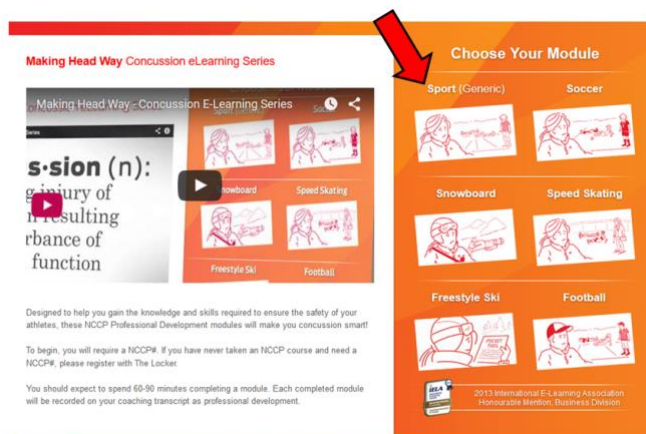 Making Head Way Concussion eLearning Series
Making Head Way - Concussion E-Learning Series
s·sion (n):
injury of
resulting
rbance of
function
Soc
Snowboard
Speed Skating
Freestyle Ski
Football
Designed to help you gain the knowledge and skills required to ensure the safety of your
athletes, these NCCP Professional Development modules will make you concussion smart!
To begin, you will require a NCCP#. If you have never taken an NCCP course and need a
NCCP#, please register with The Locker.
You should expect to spend 60-90 minutes completing a module. Each completed module
will be recorded on your coaching transcript as professional development.
Choose Your Module
Sport (Generic)
Soccer
Snowboard
Speed Skating
Freestyle Ski
Football
POCKET
TOOL
iELA
2013 International E-Learning Association
Honourable Mention, Business Division